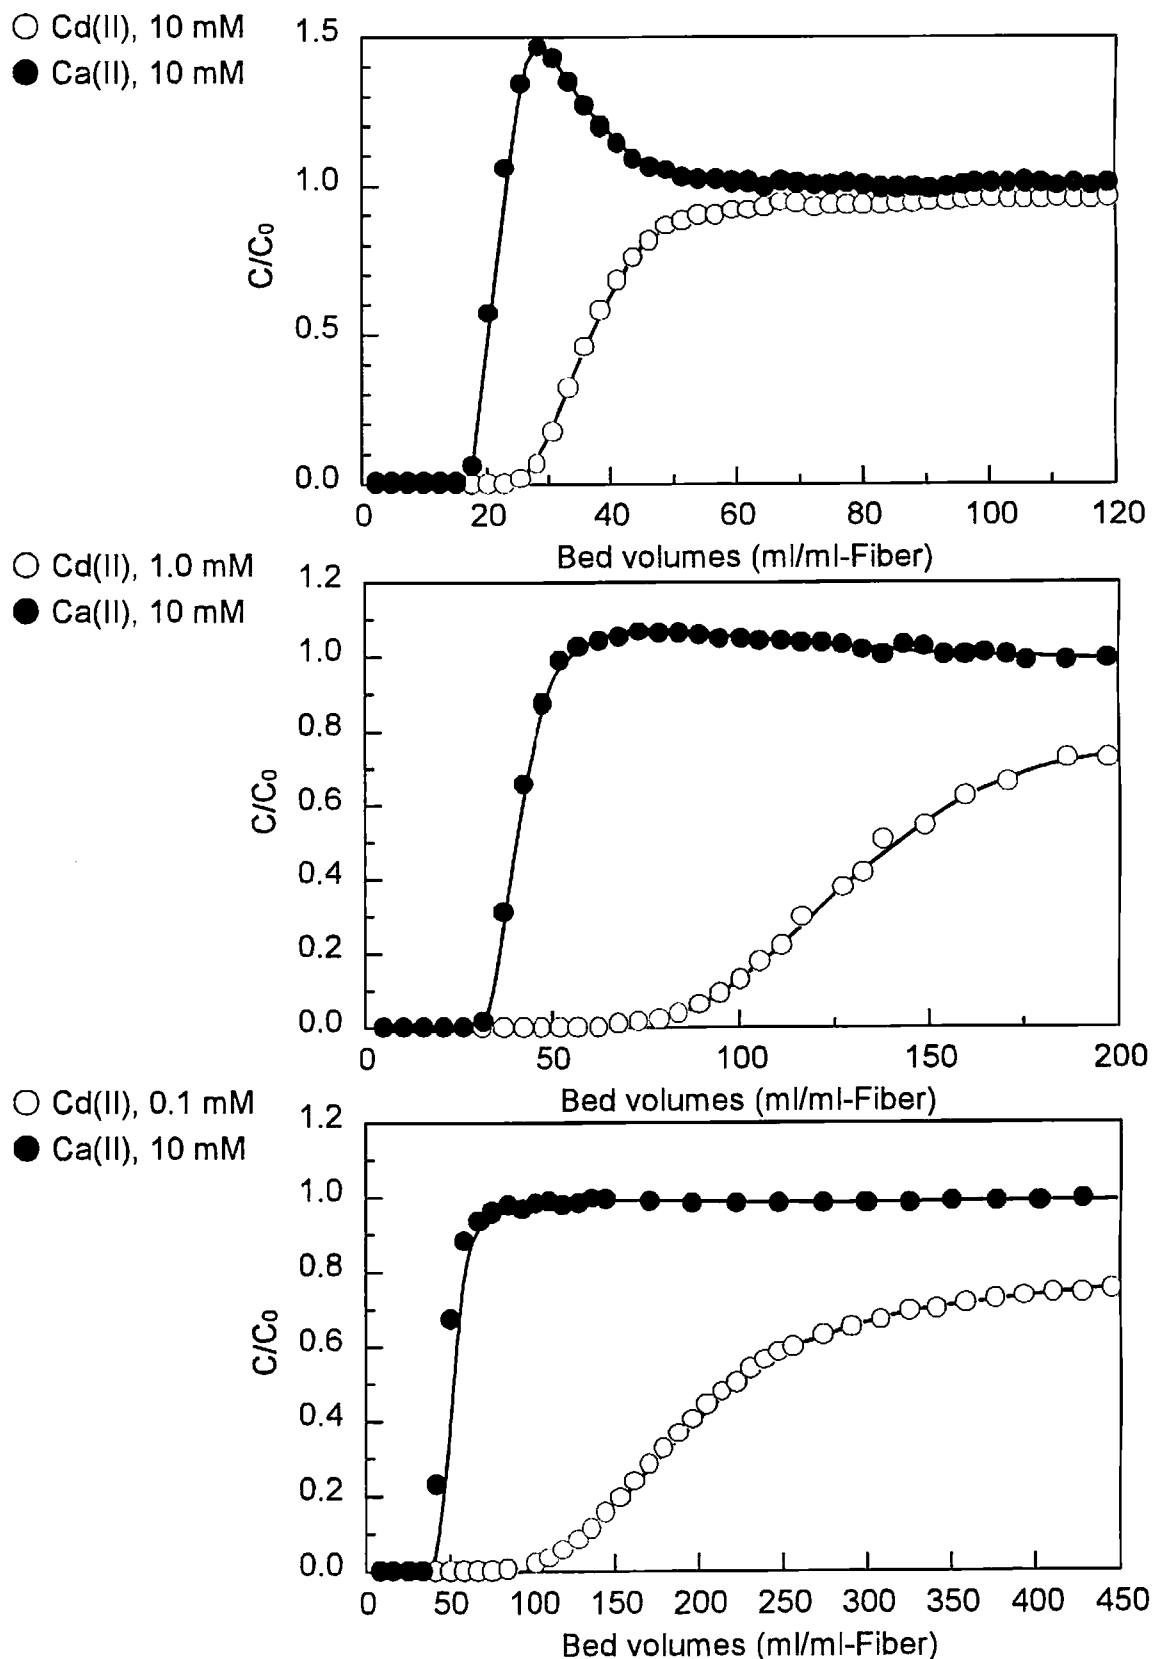 Cd(II), 10 mM
Ca(II), 10 mM
1.5
1.0
0.5
0.0
C/C0
0 20 40 60 80 100 120
Bed volumes (ml/ml-Fiber)
Cd(II), 1.0 mM
Ca(II), 10 mM
1.2
1.0
0.8
0.6
0.4
0.2
0.0
C/C0
0 50 100 150 200
Bed volumes (ml/ml-Fiber)
Cd(II), 0.1 mM
Ca(II), 10 mM
1.2
1.0
0.8
0.6
0.4
0.2
0.0
C/C0
0 50 100 150 200 250 300 350 400 450
Bed volumes (ml/ml-Fiber)